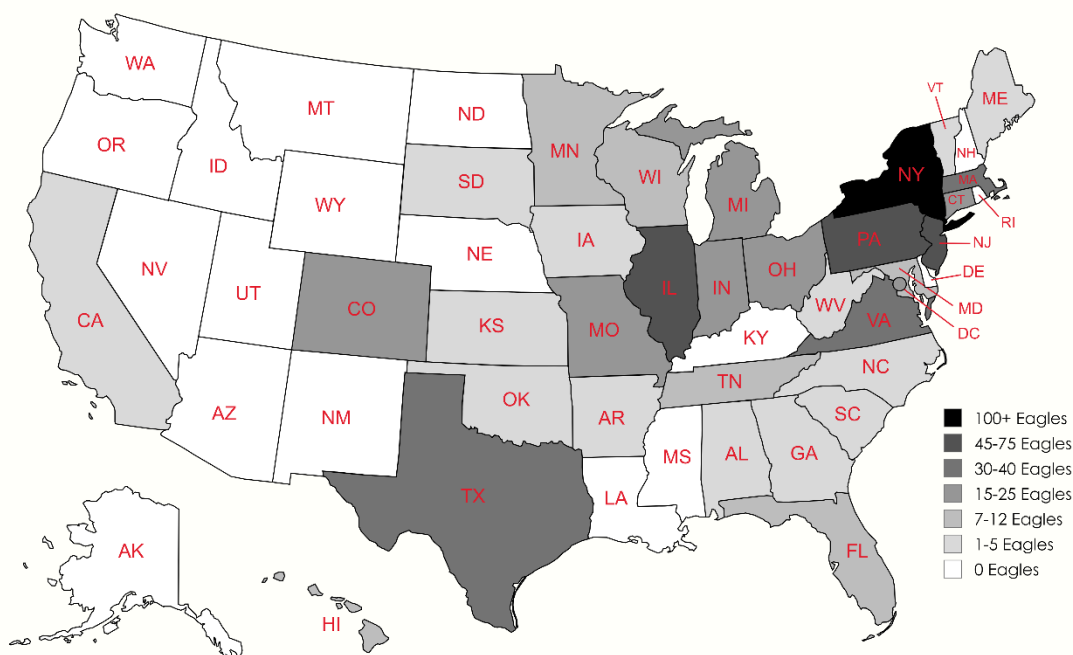 WA
MT
ND
VT
ME
OR
MN
NH
ID
SD
WI
NY
MA
WY
MI
CT
RI
IA
PA
NJ
NE
NV
OH
DE
UT
IL
IN
CO
WV
MD
CA
KS
MO
VA
DC
KY
NC
TN
OK
AZ
NM
AR
SC
MS
AL
GA
TX
LA
AK
FL
HI
100+ Eagles
45-75 Eagles
30-40 Eagles
15-25 Eagles
7-12 Eagles
1-5 Eagles
0 Eagles